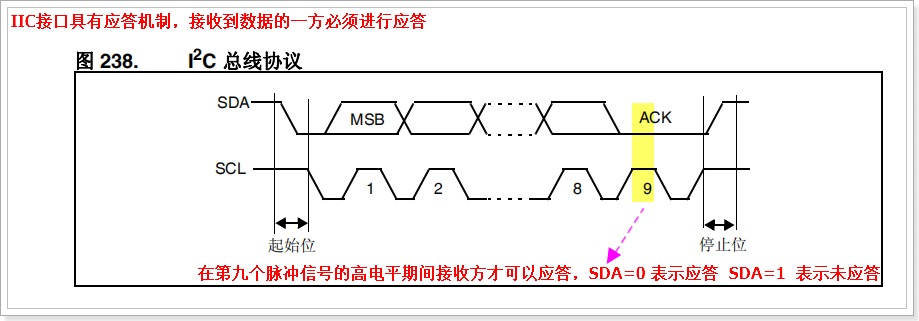 IIC接口具有应答机制，接收到数据的一方必须进行应答
图 238. I2C 总线协议
SDA MSB ACK
SCL 1 2 8 9
起始位 停止位
在第九个脉冲信号的高电平期间接收方才可以应答，SDA=0 表示应答 SDA=1 表示未应答